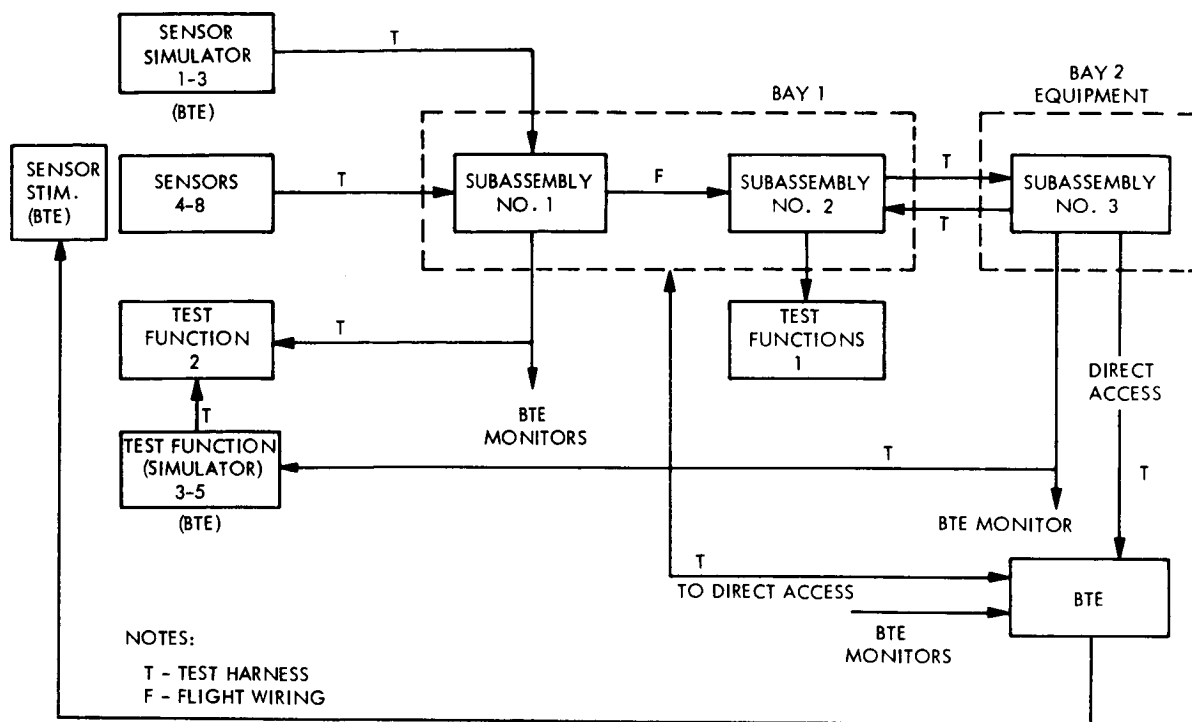 SENSOR
SIMULATOR
1-3
(BTE)
T
BAY 1
BAY 2
EQUIPMENT
SENSOR
STIM.
(BTE)
SENSORS
4-8
T
SUBASSEMBLY
NO. 1
F
SUBASSEMBLY
NO. 2
T
T
SUBASSEMBLY
NO. 3
TEST
FUNCTION
2
T
TEST
FUNCTIONS
1
DIRECT
ACCESS
BTE
MONITORS
T
TEST FUNCTION
(SIMULATOR)
3-5
(BTE)
T
T
BTE MONITOR
T
TO DIRECT ACCESS
BTE
BTE
MONITORS
NOTES:
T - TEST HARNESS
F - FLIGHT WIRING